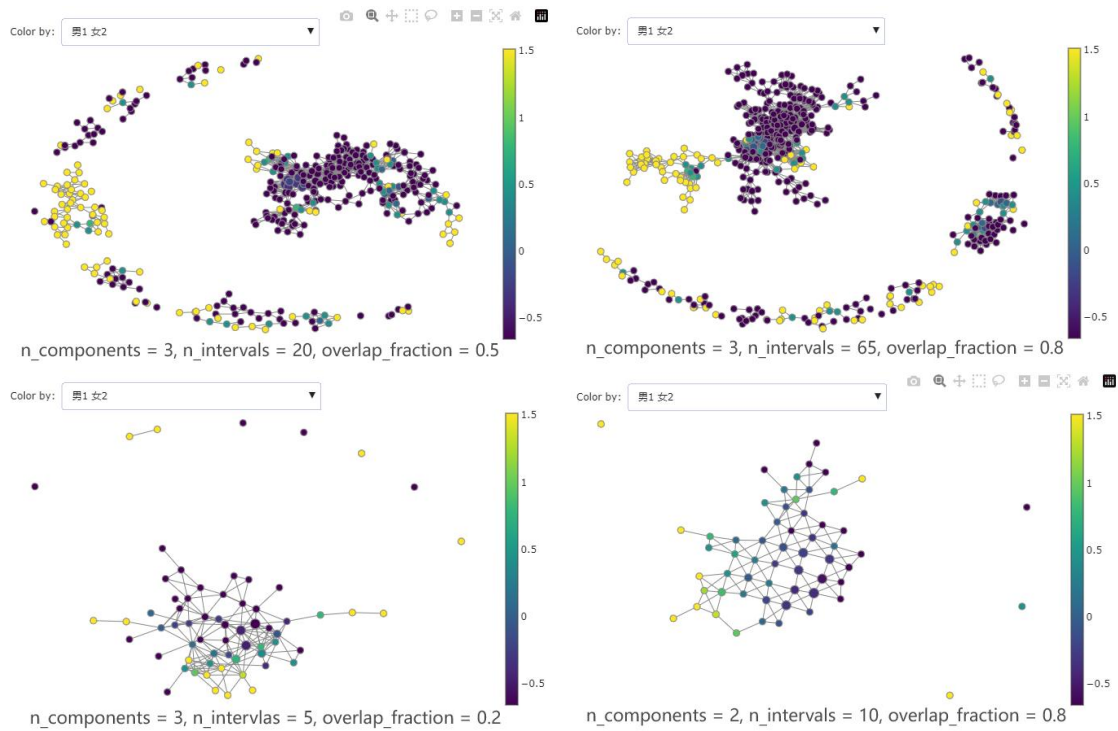 Color by: 男1 女2 ▼
1.5
1
0.5
0
−0.5
n_components = 3, n_intervals = 20, overlap_fraction = 0.5
Color by: 男1 女2 ▼
1.5
1
0.5
0
−0.5
n_components = 3, n_intervals = 65, overlap_fraction = 0.8
Color by: 男1 女2 ▼
1.5
1
0.5
0
−0.5
n_components = 3, n_intervlas = 5, overlap_fraction = 0.2
Color by: 男1 女2 ▼
1.5
1
0.5
0
−0.5
n_components = 2, n_intervals = 10, overlap_fraction = 0.8